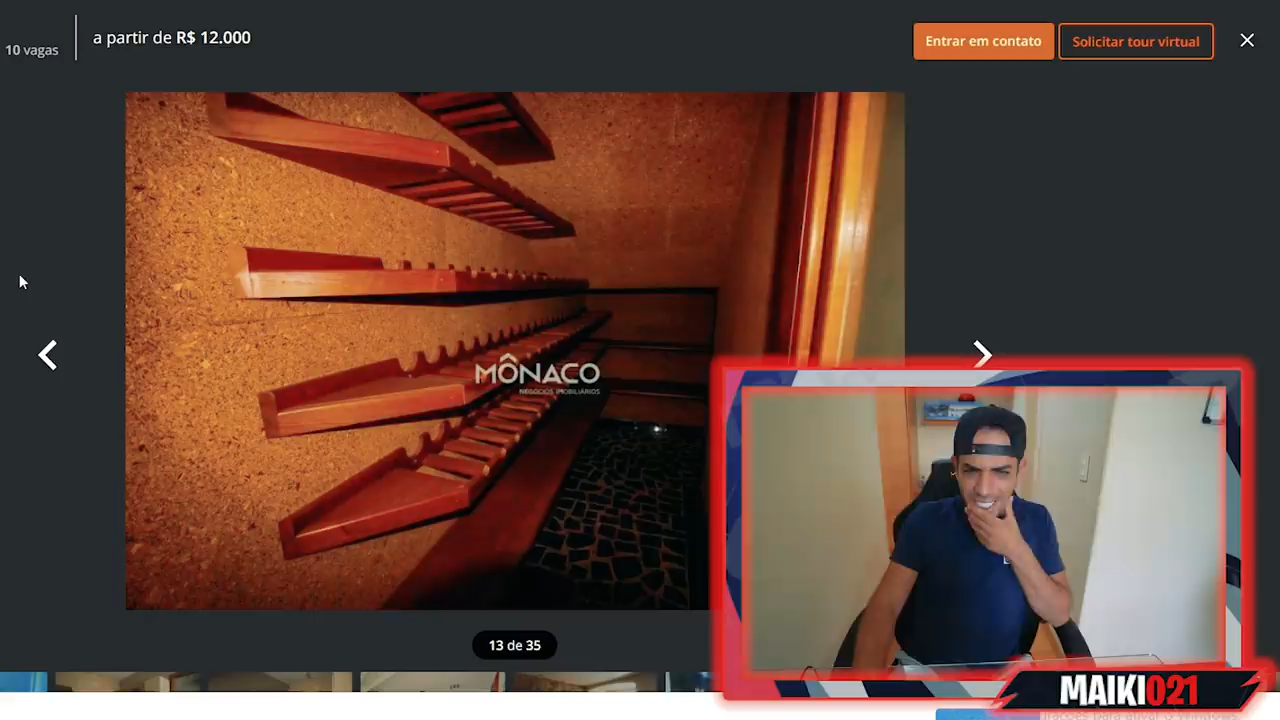 10 vagas
a partir de R$ 12.000
Entrar em contato
Solicitar tour virtual
MÔNACO
NEGÓCIOS IMOBILIÁRIOS
13 de 35
MAIKI021